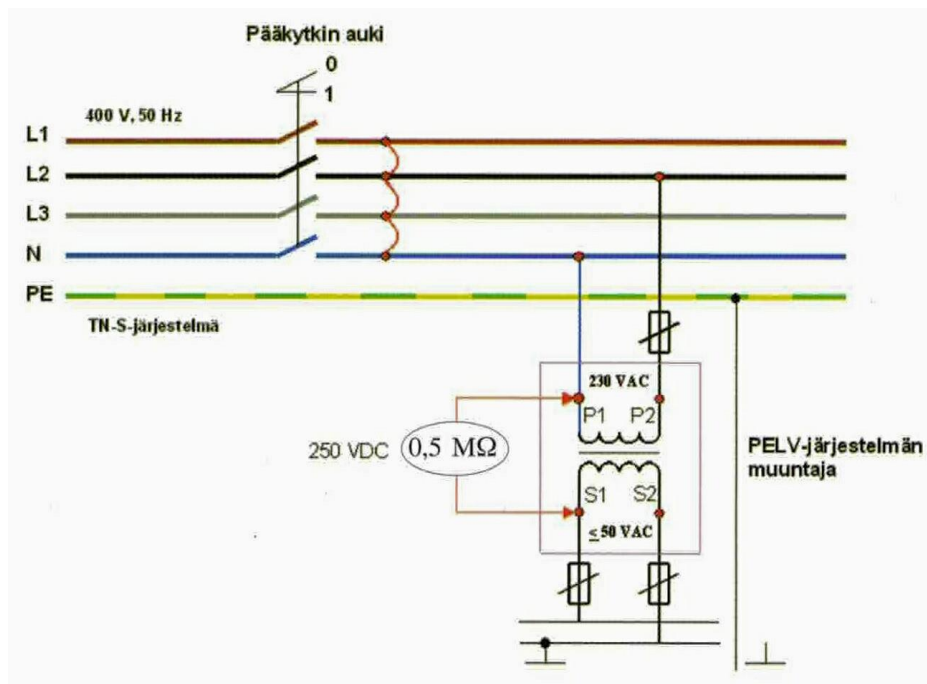 Pääkytkin auki
0
1
400 V, 50 Hz
L1
L2
L3
N
PE
TN-S-järjestelmä
230 VAC
P1 P2
250 VDC 0,5 MΩ
PELV-järjestelmän
muuntaja
S1 S2
≤ 50 VAC